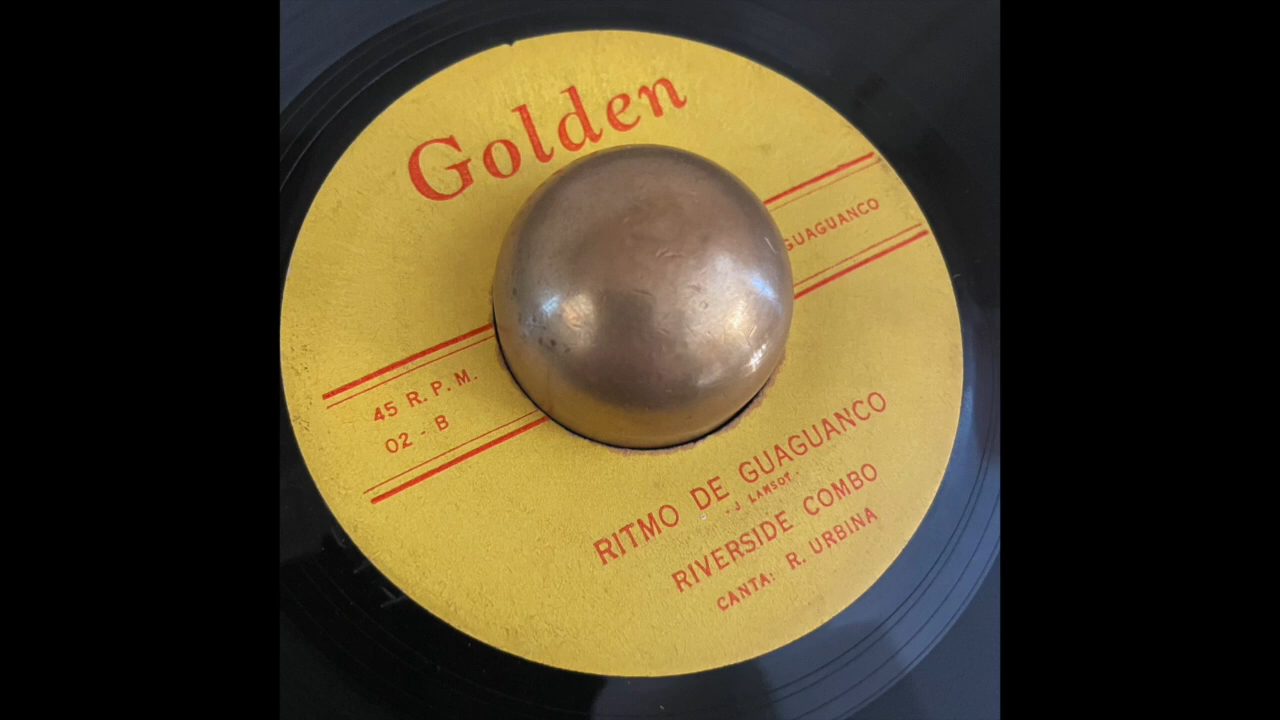 Golden
GUAGUANCO
45 R.P.M.
02 - B
RITMO DE GUAGUANCO
RIVERSIDE COMBO
CANTA: R. URBINA